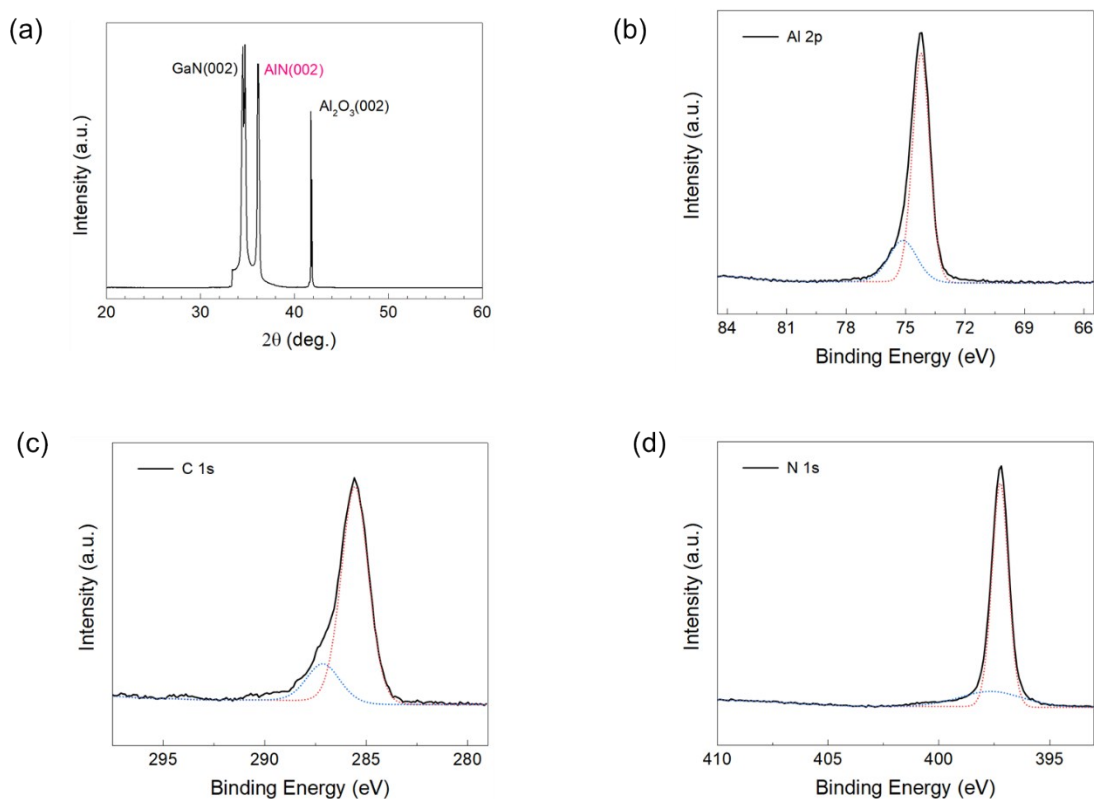 (a)
GaN(002)
AlN(002)
Al₂O₃(002)
Intensity (a.u.)
20 30 40 50 60
2θ (deg.)
(b)
Al 2p
Intensity (a.u.)
84 81 78 75 72 69 66
Binding Energy (eV)
(c)
C 1s
Intensity (a.u.)
295 290 285 280
Binding Energy (eV)
(d)
N 1s
Intensity (a.u.)
410 405 400 395
Binding Energy (eV)